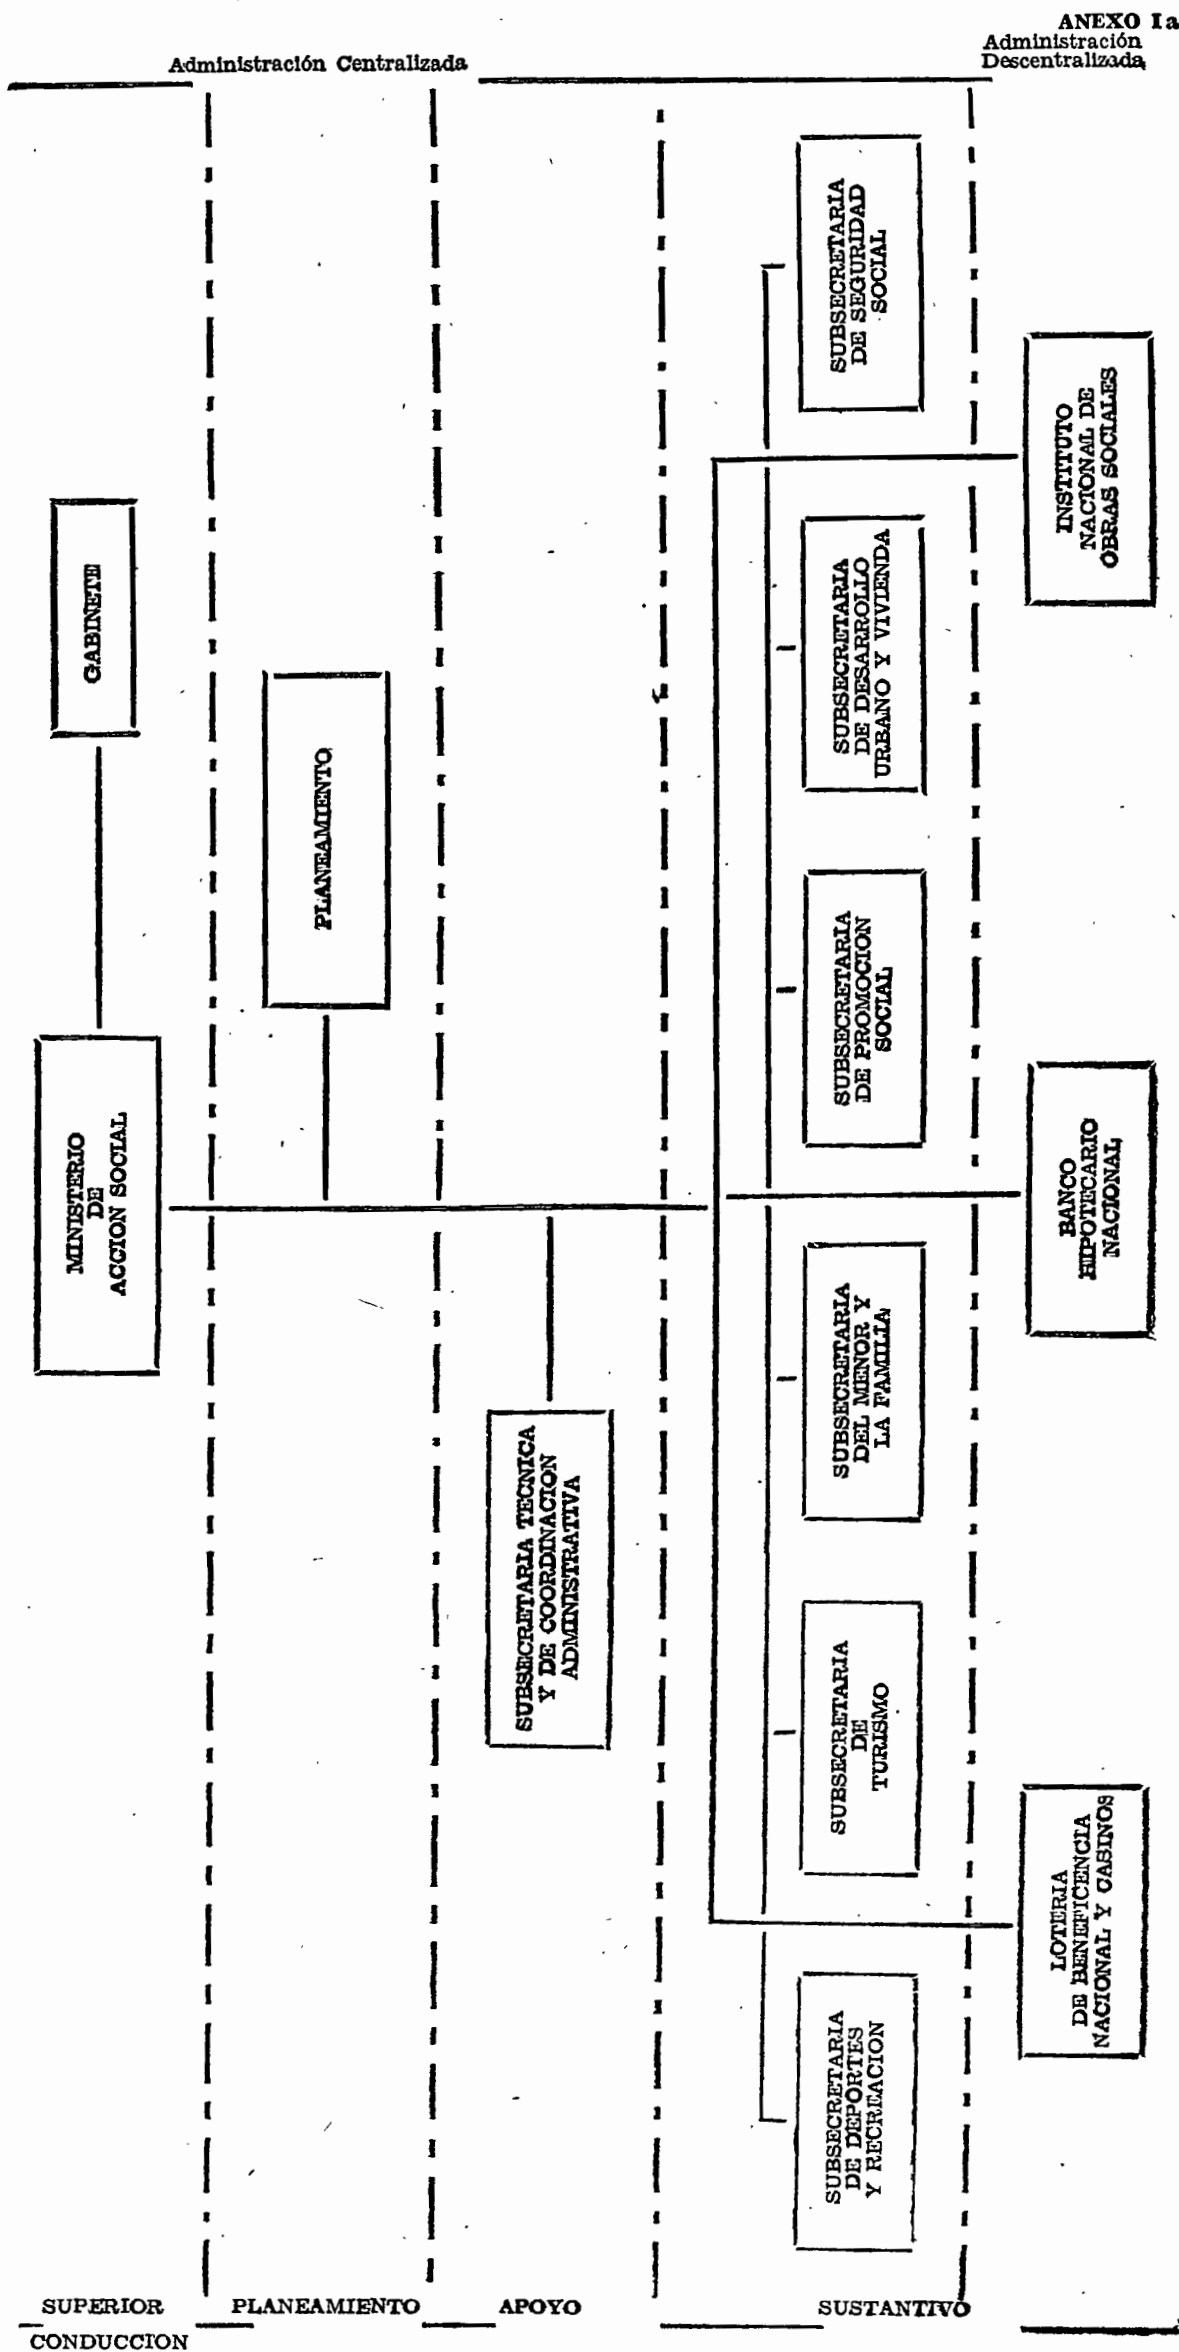 ANEXO Ia
Administración
Descentralizada
Administración Centralizada
GABINETE
MINISTERIO
DE
ACCION SOCIAL
PLANEAMIENTO
SUBSECRETARIA TECNICA
Y DE COORDINACION
ADMINISTRATIVA
SUBSECRETARIA
DE DEPORTES
Y RECREACION
SUBSECRETARIA
DE
TURISMO
SUBSECRETARIA
DEL MENOR Y
LA FAMILIA
SUBSECRETARIA
DE PROMOCION
SOCIAL
SUBSECRETARIA
DE DESARROLLO
URBANO Y VIVIENDA
SUBSECRETARIA
DE SEGURIDAD
SOCIAL
LOTERIA
DE BENEFICENCIA
NACIONAL Y CASINOS
BANCO
HIPOTECARIO
NACIONAL
INSTITUTO
NACIONAL DE
OBRAS SOCIALES
SUPERIOR
CONDUCCION
PLANEAMIENTO
APOYO
SUSTANTIVO